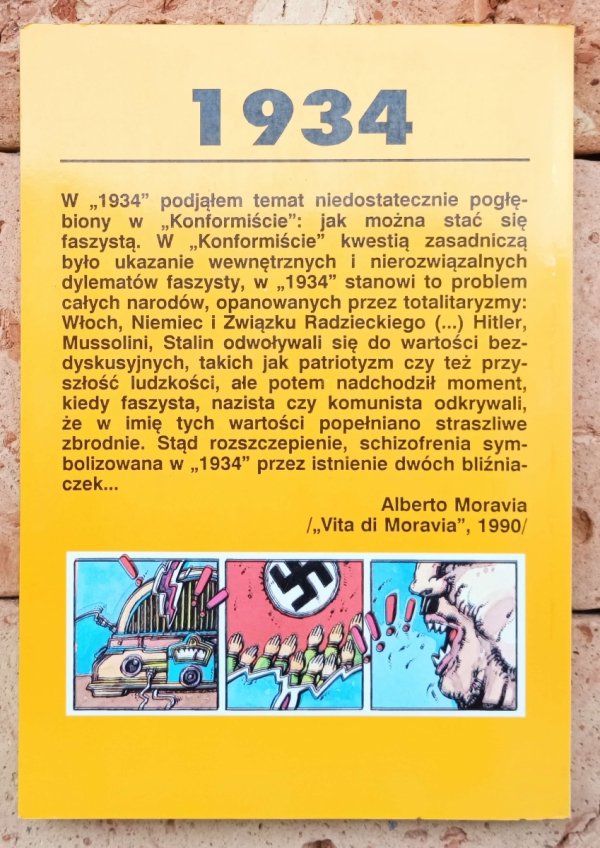 1934
W „1934” podjąłem temat niedostatecznie pogłę-
biony w „Konformiście”: jak można stać się
faszystą. W „Konformiście” kwestią zasadniczą
było ukazanie wewnętrznych i nierozwiązalnych
dylematów faszysty, w „1934” stanowi to problem
całych narodów, opanowanych przez totalitaryzmy:
Włoch, Niemiec i Związku Radzieckiego (...) Hitler,
Mussolini, Stalin odwoływali się do wartości bez-
dyskusyjnych, takich jak patriotyzm czy też przy-
szłość ludzkości, ale potem nadchodził moment,
kiedy faszysta, nazista czy komunista odkrywali,
że w imię tych wartości popełniano straszliwe
zbrodnie. Stąd rozszczepienie, schizofrenia sym-
bolizowana w „1934” przez istnienie dwóch bliźnia-
czek...
Alberto Moravia
/„Vita di Moravia”, 1990/
! !
! ! !